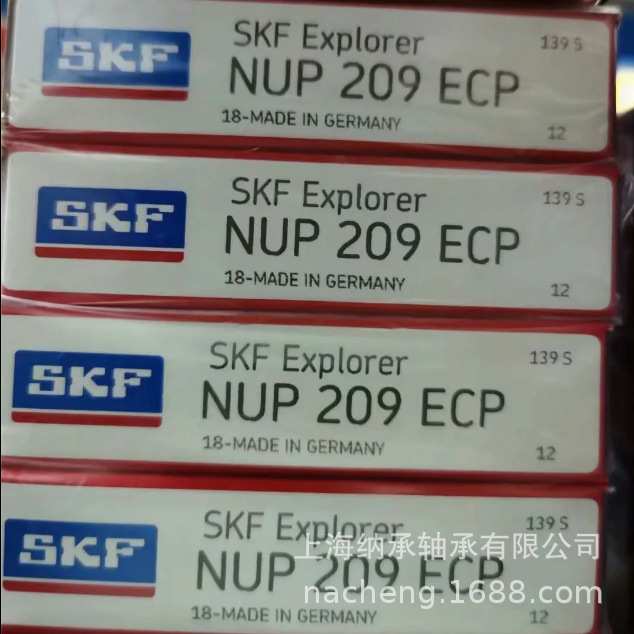 SKF
SKF Explorer
139 S
NUP 209 ECP
18-MADE IN GERMANY
12
SKF
SKF Explorer
139 S
NUP 209 ECP
18-MADE IN GERMANY
12
SKF
SKF Explorer
139 S
NUP 209 ECP
18-MADE IN GERMANY
12
SKF
SKF Explorer
139 S
上海纳承轴承有限公司
NUP 209 ECP
nacheng.1688.com
18-MADE IN GERMANY
12